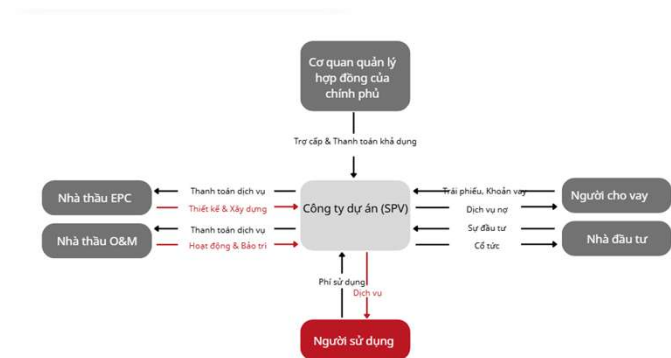 Cơ quan quản lý
hợp đồng của
chính phủ
Trợ cấp & Thanh toán khả dụng
Nhà thầu EPC
Thanh toán dịch vụ
Thiết kế & Xây dựng
Công ty dự án (SPV)
Trái phiếu, Khoản vay
Dịch vụ nợ
Người cho vay
Nhà thầu O&M
Thanh toán dịch vụ
Hoạt động & Bảo trì
Sự đầu tư
Cổ tức
Nhà đầu tư
Phí sử dụng
Dịch vụ
Người sử dụng